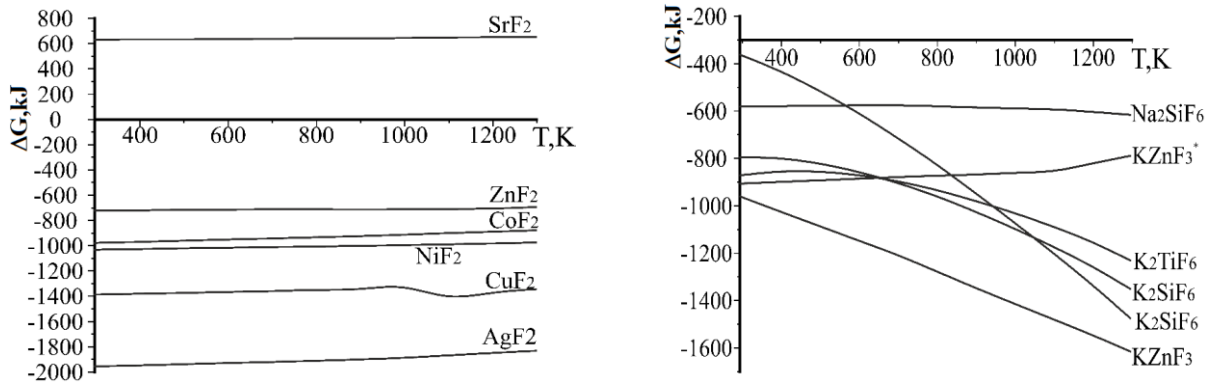 800
600
400
200
0
-200
-400
-600
-800
-1000
-1200
-1400
-1600
-1800
-2000
ΔG,kJ
400 600 800 1000 1200 T,K
SrF2
ZnF2
CoF2
NiF2
CuF2
AgF2
-200
-400
-600
-800
-1000
-1200
-1400
-1600
ΔG,kJ
400 600 800 1000 1200
T,K
Na2SiF6
KZnF3*
K2TiF6
K2SiF6
K2SiF6
KZnF3